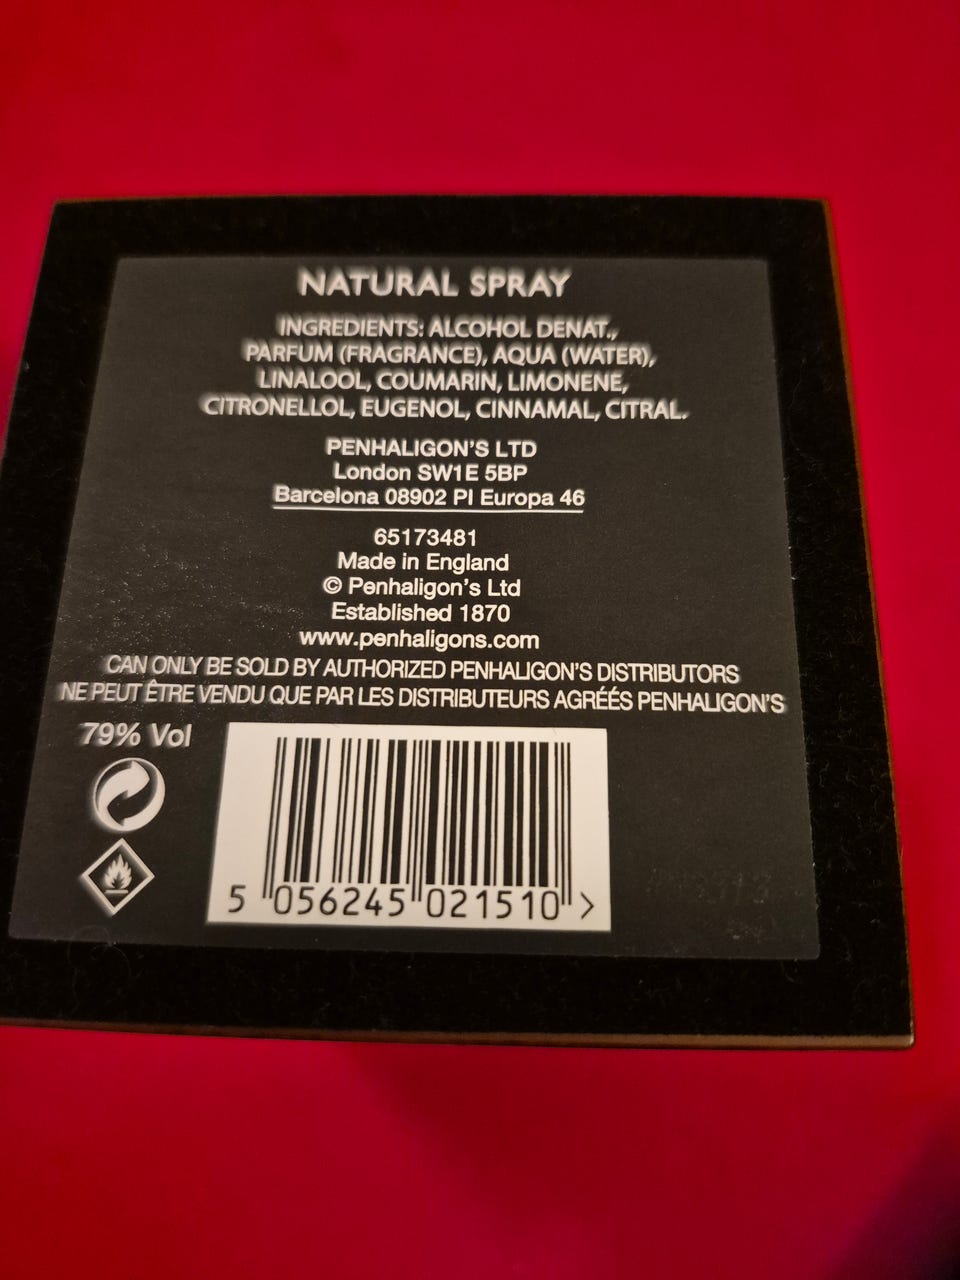 NATURAL SPRAY
INGREDIENTS: ALCOHOL DENAT.,
PARFUM (FRAGRANCE), AQUA (WATER),
LINALOOL, COUMARIN, LIMONENE,
CITRONELLOL, EUGENOL, CINNAMAL, CITRAL.
PENHALIGON'S LTD
London SW1E 5BP
Barcelona 08902 Pl Europa 46
65173481
Made in England
© Penhaligon's Ltd
Established 1870
www.penhaligons.com
CAN ONLY BE SOLD BY AUTHORIZED PENHALIGON'S DISTRIBUTORS
NE PEUT ÊTRE VENDU QUE PAR LES DISTRIBUTEURS AGRÉÉS PENHALIGON'S
79% Vol
5 056245 021510 >